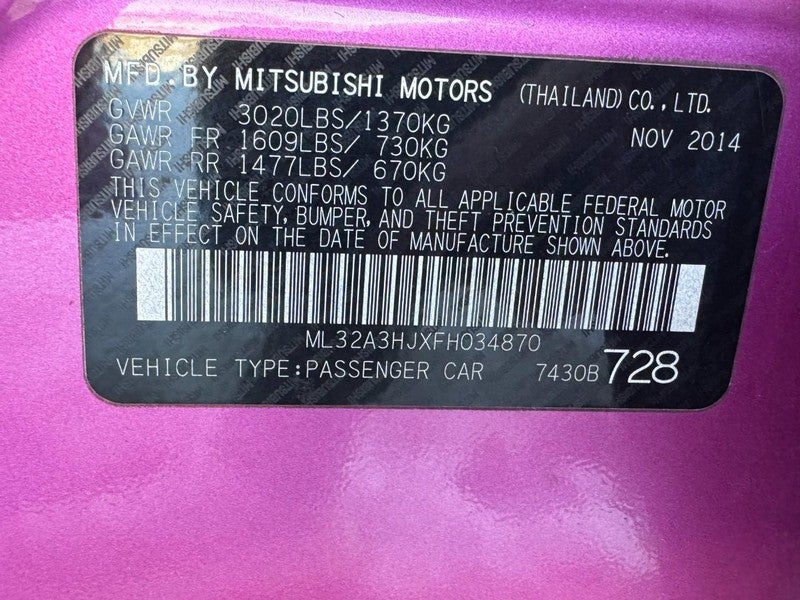 MFD.BY MITSUBISHI MOTORS (THAILAND) CO., LTD.
GVWR 3020LBS/1370KG NOV 2014
GAWR FR 1609LBS/ 730KG
GAWR RR 1477LBS/ 670KG
THIS VEHICLE CONFORMS TO ALL APPLICABLE FEDERAL MOTOR
VEHICLE SAFETY, BUMPER, AND THEFT PREVENTION STANDARDS
IN EFFECT ON THE DATE OF MANUFACTURE SHOWN ABOVE.
ML32A3HJXFH034870
VEHICLE TYPE:PASSENGER CAR 7430B 728